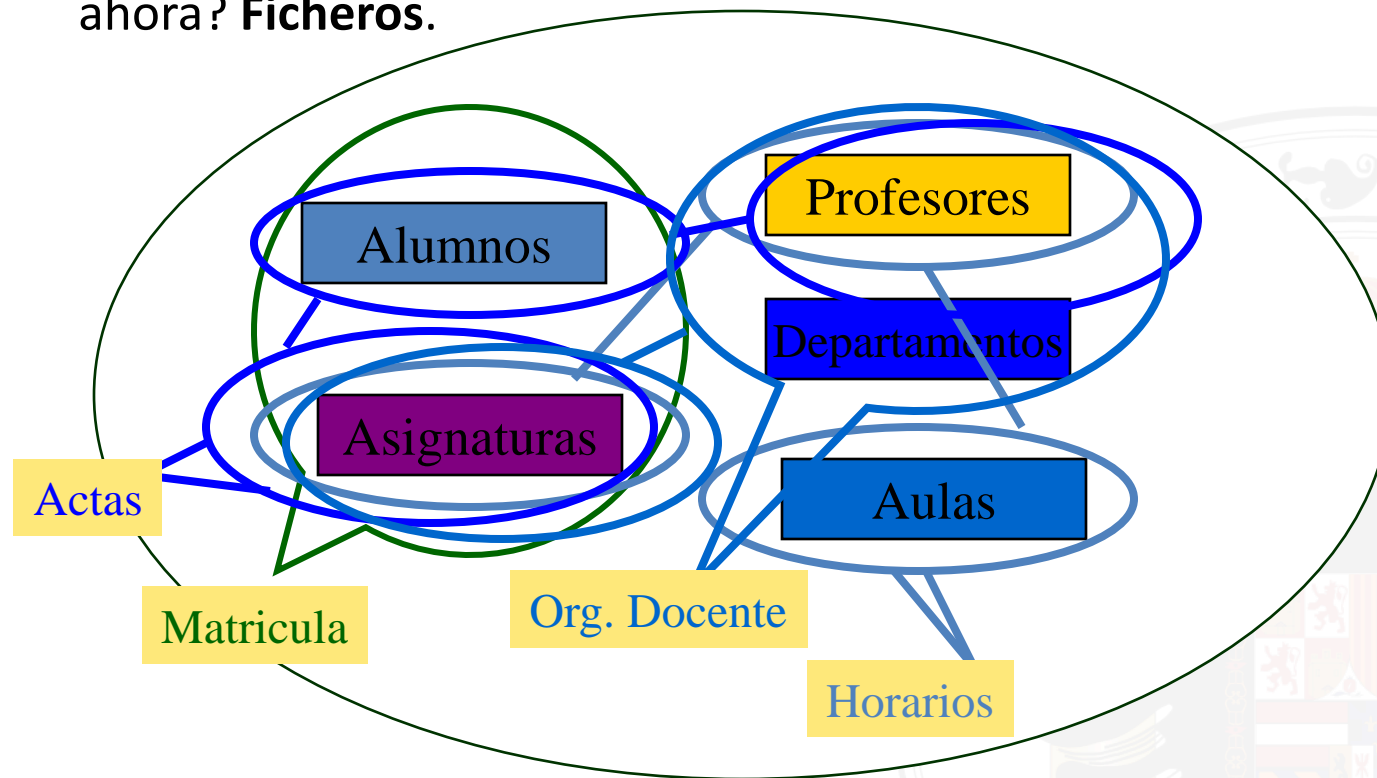 ahora? Ficheros.
Profesores
Alumnos
Departamentos
Asignaturas
Actas
Aulas
Org. Docente
Matricula
Horarios